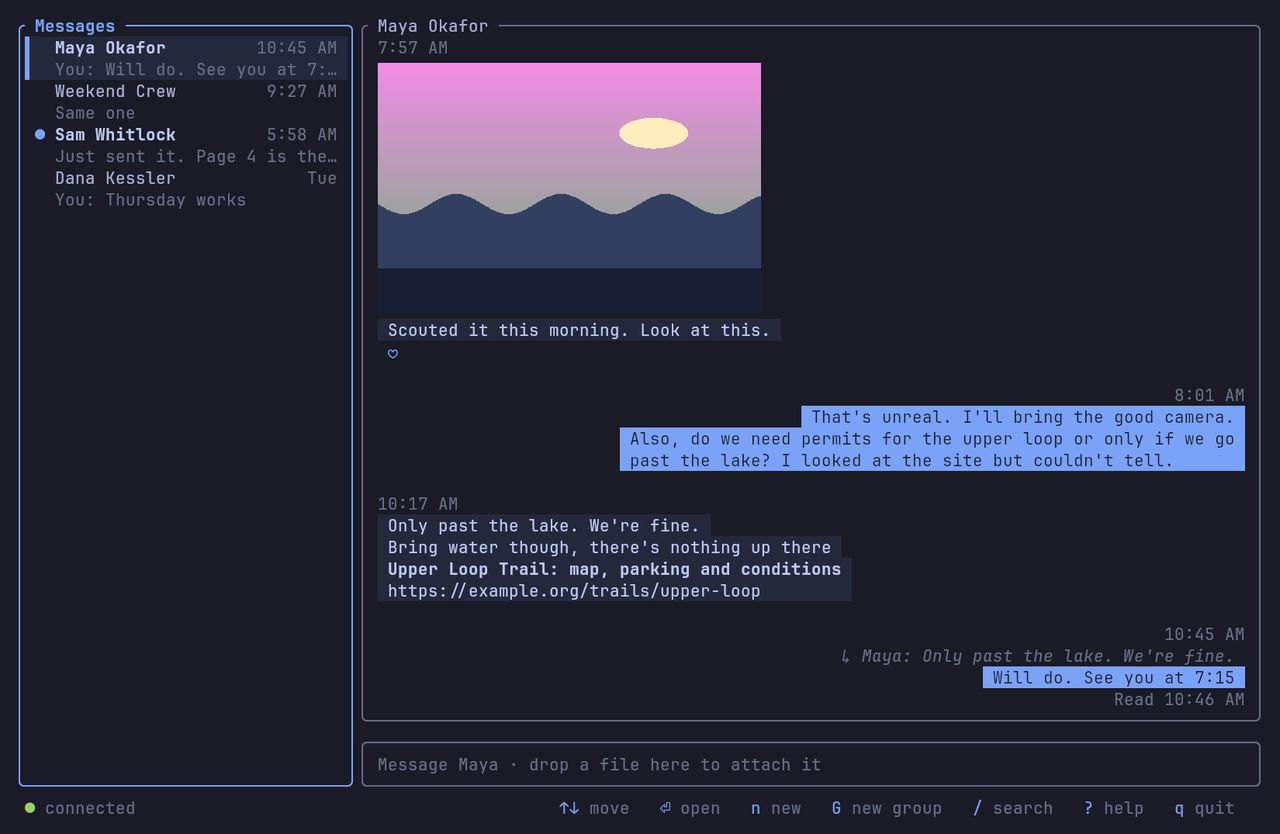 Messages
Maya Okafor 10:45 AM
You: Will do. See you at 7:…
Weekend Crew 9:27 AM
Same one
Sam Whitlock 5:58 AM
Just sent it. Page 4 is the…
Dana Kessler Tue
You: Thursday works
Maya Okafor
7:57 AM
Scouted it this morning. Look at this.
♡
8:01 AM
That's unreal. I'll bring the good camera.
Also, do we need permits for the upper loop or only if we go
past the lake? I looked at the site but couldn't tell.
10:17 AM
Only past the lake. We're fine.
Bring water though, there's nothing up there
Upper Loop Trail: map, parking and conditions
https://example.org/trails/upper-loop
10:45 AM
↳ Maya: Only past the lake. We're fine.
Will do. See you at 7:15
Read 10:46 AM
Message Maya · drop a file here to attach it
connected ↑↓ move ⏎ open n new G new group / search ? help q quit